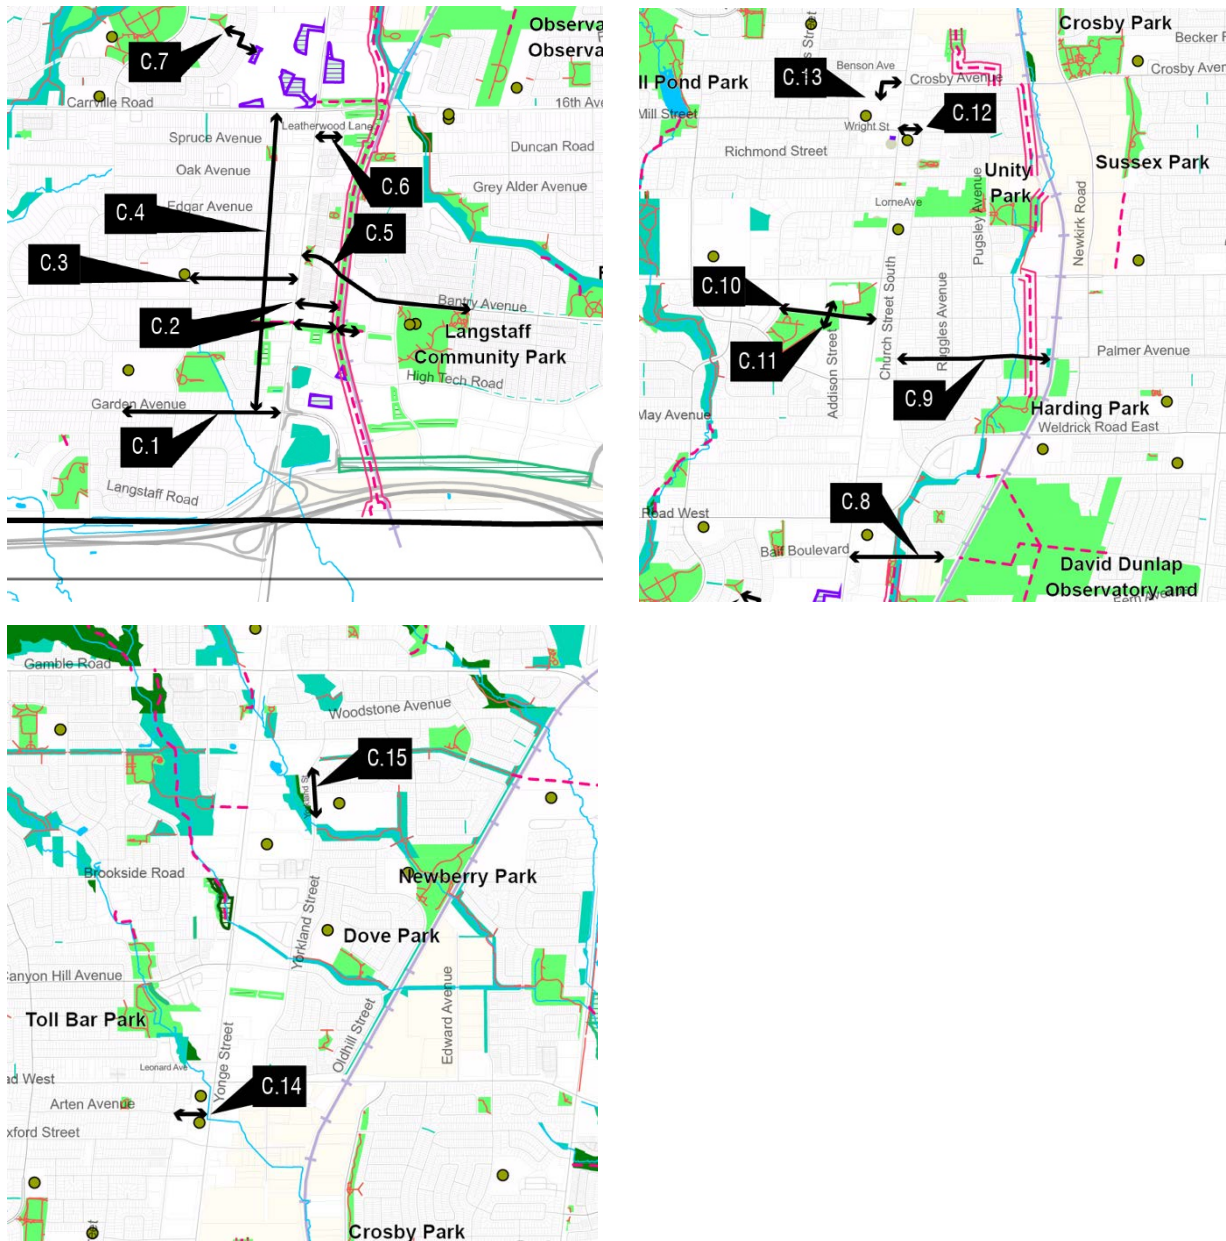 Observa
Observa
C.7
Carrville Road
16th Av
Leatherwood Lane
Spruce Avenue
Duncan Road
Oak Avenue
C.6
Grey Alder Avenue
C.4
Edgar Avenue
C.5
C.3
Bantry Avenue
C.2
Langstaff
Community Park
High Tech Road
Garden Avenue
C.1
Langstaff Road
Crosby Park
Becker R
Benson Ave
C.13
Crosby Avenue
Crosby Aven
ll Pond Park
C.12
Mill Street
Wright St
Richmond Street
Unity
Park
Sussex Park
LorneAve
Pugsley Avenue
Newkirk Road
C.10
Church Street South
Ruggles Avenue
C.11
Addison Street
Palmer Avenue
C.9
May Avenue
Harding Park
Weldrick Road East
C.8
Road West
Baif Boulevard
David Dunlap
Observatory and
Gamble Road
Woodstone Avenue
C.15
Brookside Road
Newberry Park
Yorkland Street
Dove Park
Canyon Hill Avenue
Edward Avenue
Oldhill Street
Toll Bar Park
Yonge Street
Leonard Ave
ad West
C.14
Arten Avenue
xford Street
Crosby Park